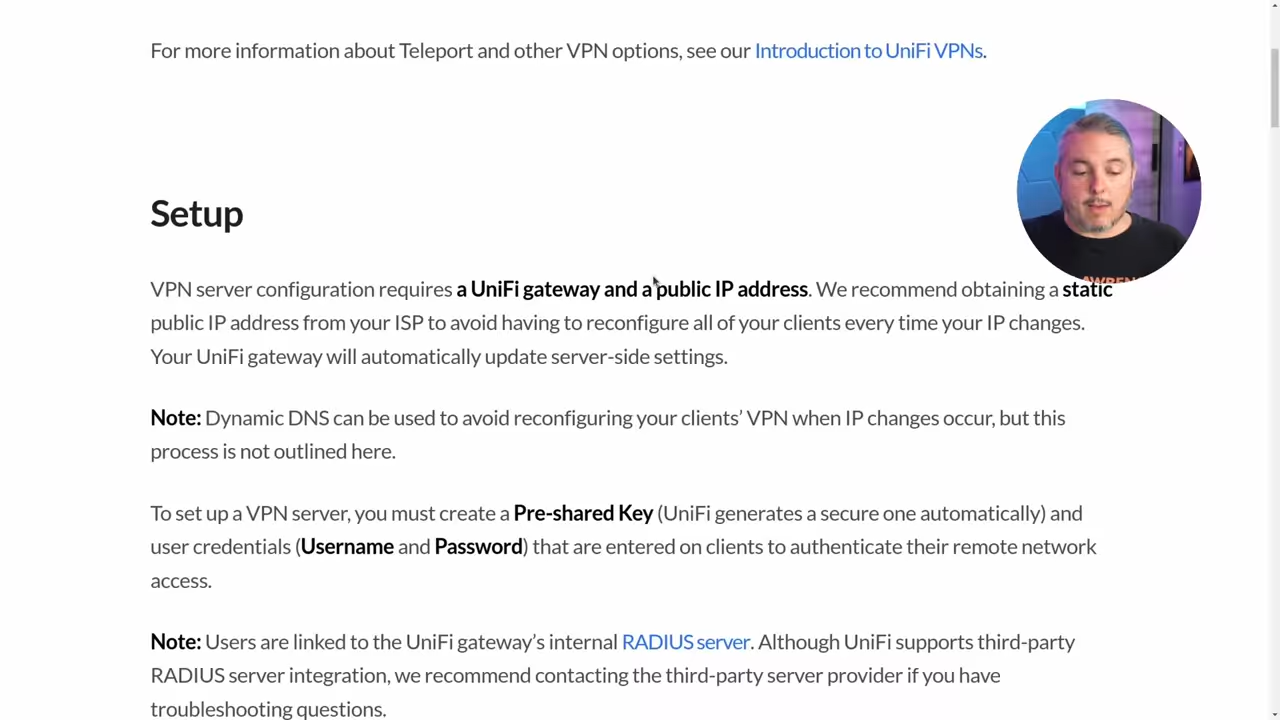 For more information about Teleport and other VPN options, see our Introduction to UniFi VPNs.
Setup
VPN server configuration requires a UniFi gateway and a public IP address. We recommend obtaining a static
public IP address from your ISP to avoid having to reconfigure all of your clients every time your IP changes.
Your UniFi gateway will automatically update server-side settings.
Note: Dynamic DNS can be used to avoid reconfiguring your clients’ VPN when IP changes occur, but this
process is not outlined here.
To set up a VPN server, you must create a Pre-shared Key (UniFi generates a secure one automatically) and
user credentials (Username and Password) that are entered on clients to authenticate their remote network
access.
Note: Users are linked to the UniFi gateway’s internal RADIUS server. Although UniFi supports third-party
RADIUS server integration, we recommend contacting the third-party server provider if you have
troubleshooting questions.